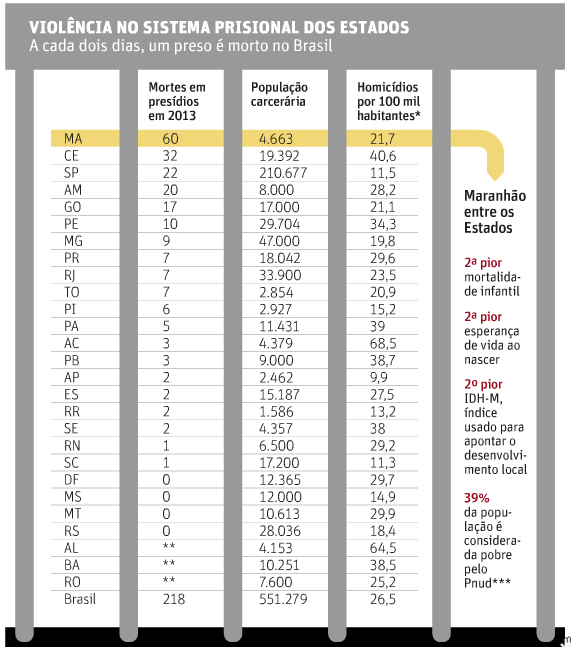 VIOLÊNCIA NO SISTEMA PRISIONAL DOS ESTADOS
A cada dois dias, um preso é morto no Brasil
Mortes em presídios em 2013 População carcerária Homicídios por 100 mil habitantes*
MA 60 4.663 21,7
CE 32 19.392 40,6
SP 22 210.677 11,5
AM 20 8.000 28,2
GO 17 17.000 21,1
PE 10 29.704 34,3
MG 9 47.000 19,8
PR 7 18.042 29,6
RJ 7 33.900 23,5
TO 7 2.854 20,9
PI 6 2.927 15,2
PA 5 11.431 39
AC 3 4.379 68,5
PB 3 9.000 38,7
AP 2 2.462 9,9
ES 2 15.187 27,5
RR 2 1.586 13,2
SE 2 4.357 38
RN 1 6.500 29,2
SC 1 17.200 11,3
DF 0 12.365 29,7
MS 0 12.000 14,9
MT 0 10.613 29,9
RS 0 28.036 18,4
AL ** 4.153 64,5
BA ** 10.251 38,5
RO ** 7.600 25,2
Brasil 218 551.279 26,5
Maranhão
entre os
Estados
2ª pior
mortalida-
de infantil
2ª pior
esperança
de vida ao
nascer
2º pior
IDH-M,
índice
usado para
apontar o
desenvolvi-
mento local
39%
da popu-
lação é
considera-
da pobre
pelo
Pnud***